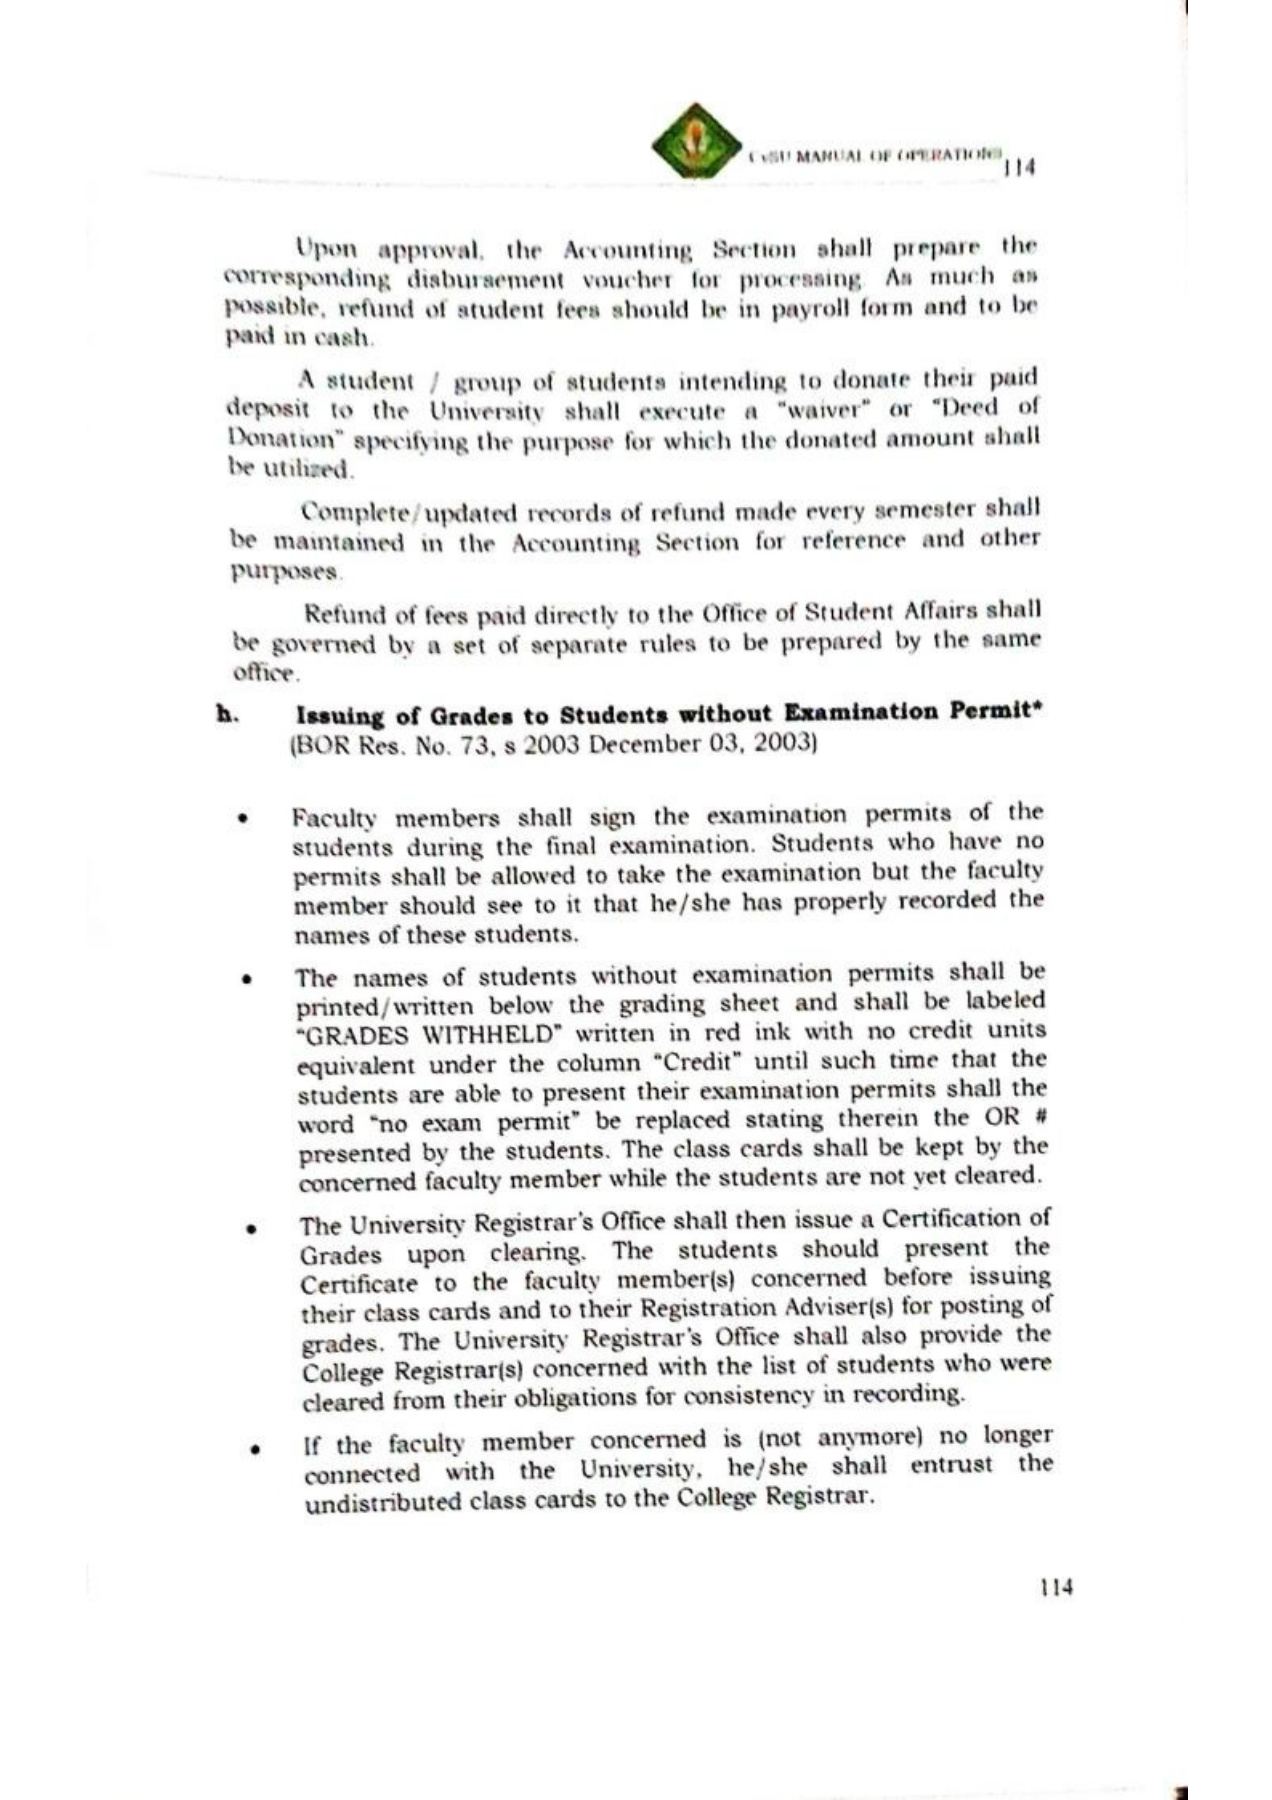 CvSU MANUAL OF OPERATIONS
114
Upon approval, the Accounting Section shall prepare the
corresponding disbursement voucher for processing. As much as
possible, refund of student fees should be in payroll form and to be
paid in cash.
A student / group of students intending to donate their paid
deposit to the University shall execute a "waiver" or "Deed of
Donation" specifying the purpose for which the donated amount shall
be utilized.
Complete/updated records of refund made every semester shall
be maintained in the Accounting Section for reference and other
purposes.
Refund of fees paid directly to the Office of Student Affairs shall
be governed by a set of separate rules to be prepared by the same
office.
h. Issuing of Grades to Students without Examination Permit*
(BOR Res. No. 73, s 2003 December 03, 2003)
• Faculty members shall sign the examination permits of the
students during the final examination. Students who have no
permits shall be allowed to take the examination but the faculty
member should see to it that he/she has properly recorded the
names of these students.
• The names of students without examination permits shall be
printed/written below the grading sheet and shall be labeled
"GRADES WITHHELD" written in red ink with no credit units
equivalent under the column "Credit" until such time that the
students are able to present their examination permits shall the
word "no exam permit" be replaced stating therein the OR #
presented by the students. The class cards shall be kept by the
concerned faculty member while the students are not yet cleared.
• The University Registrar's Office shall then issue a Certification of
Grades upon clearing. The students should present the
Certificate to the faculty member(s) concerned before issuing
their class cards and to their Registration Adviser(s) for posting of
grades. The University Registrar's Office shall also provide the
College Registrar(s) concerned with the list of students who were
cleared from their obligations for consistency in recording.
• If the faculty member concerned is (not anymore) no longer
connected with the University, he/she shall entrust the
undistributed class cards to the College Registrar.
114